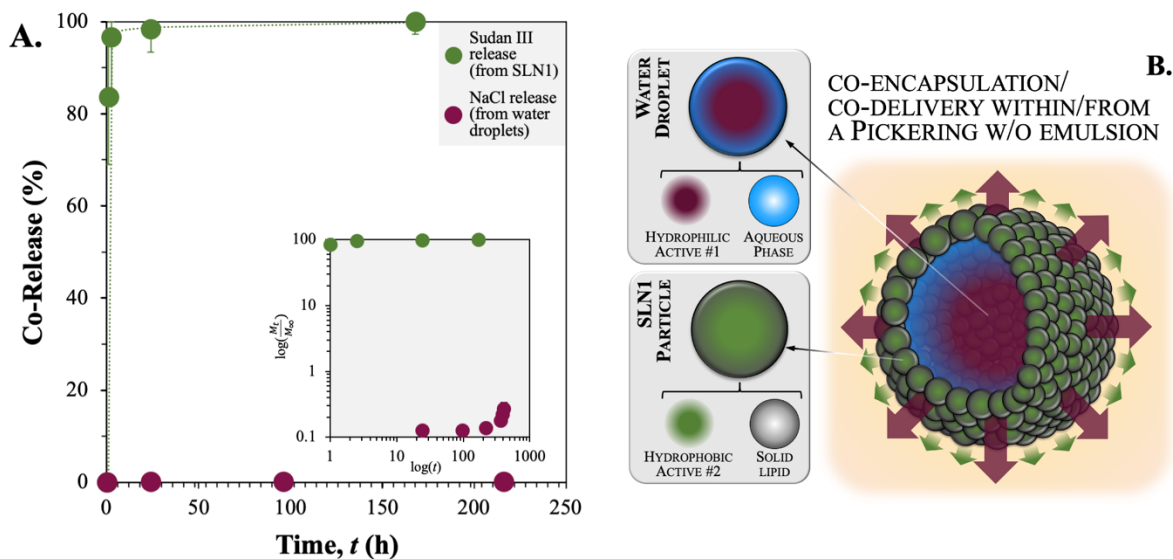 A.
100
80
60
40
20
0
Co-Release (%)
0
50
100
150
200
250
Time, t (h)
Sudan III
release
(from SLN1)
NaCl release
(from water
droplets)
100
10
1
0.1
log(Mt/M∞)
1
10
100
1000
log(t)
B.
CO-ENCAPSULATION/
CO-DELIVERY WITHIN/FROM
A PICKERING W/O EMULSION
WATER
DROPLET
HYDROPHILIC
ACTIVE #1
AQUEOUS
PHASE
SLN1
PARTICLE
HYDROPHOBIC
ACTIVE #2
SOLID
LIPID